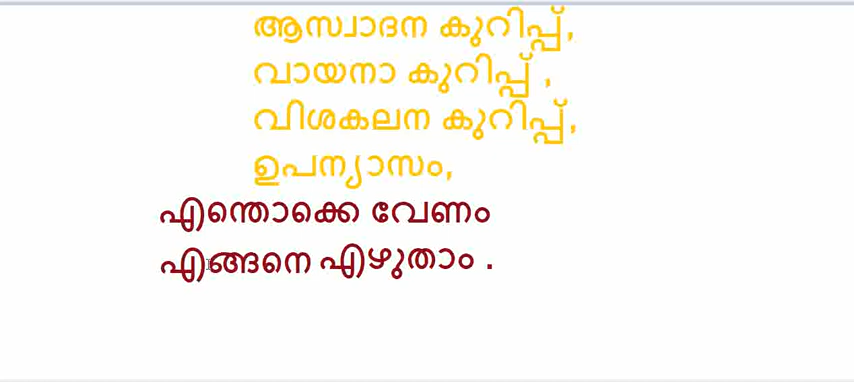 ആസ്വാദന കുറിപ്പ്,
വായനാ കുറിപ്പ് ,
വിശകലന കുറിപ്പ്,
ഉപന്യാസം,
എന്തൊക്കെ വേണം
എങ്ങനെ എഴുതാം .